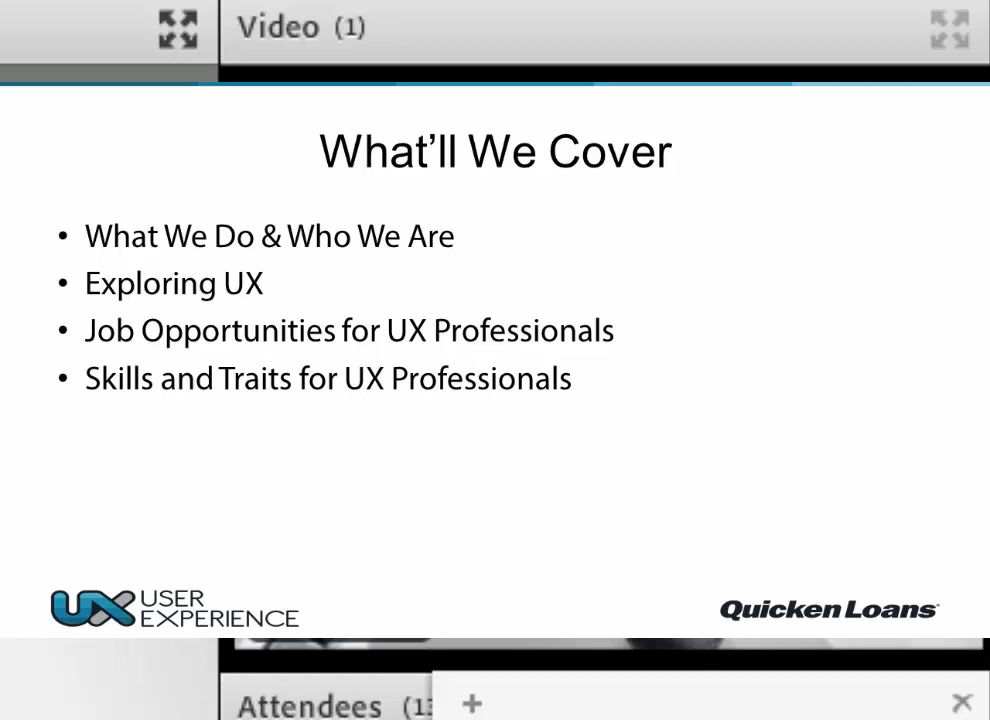 Video (1)
What’ll We Cover
• What We Do & Who We Are
• Exploring UX
• Job Opportunities for UX Professionals
• Skills and Traits for UX Professionals
UX USER
EXPERIENCE
Quicken Loans
Attendees